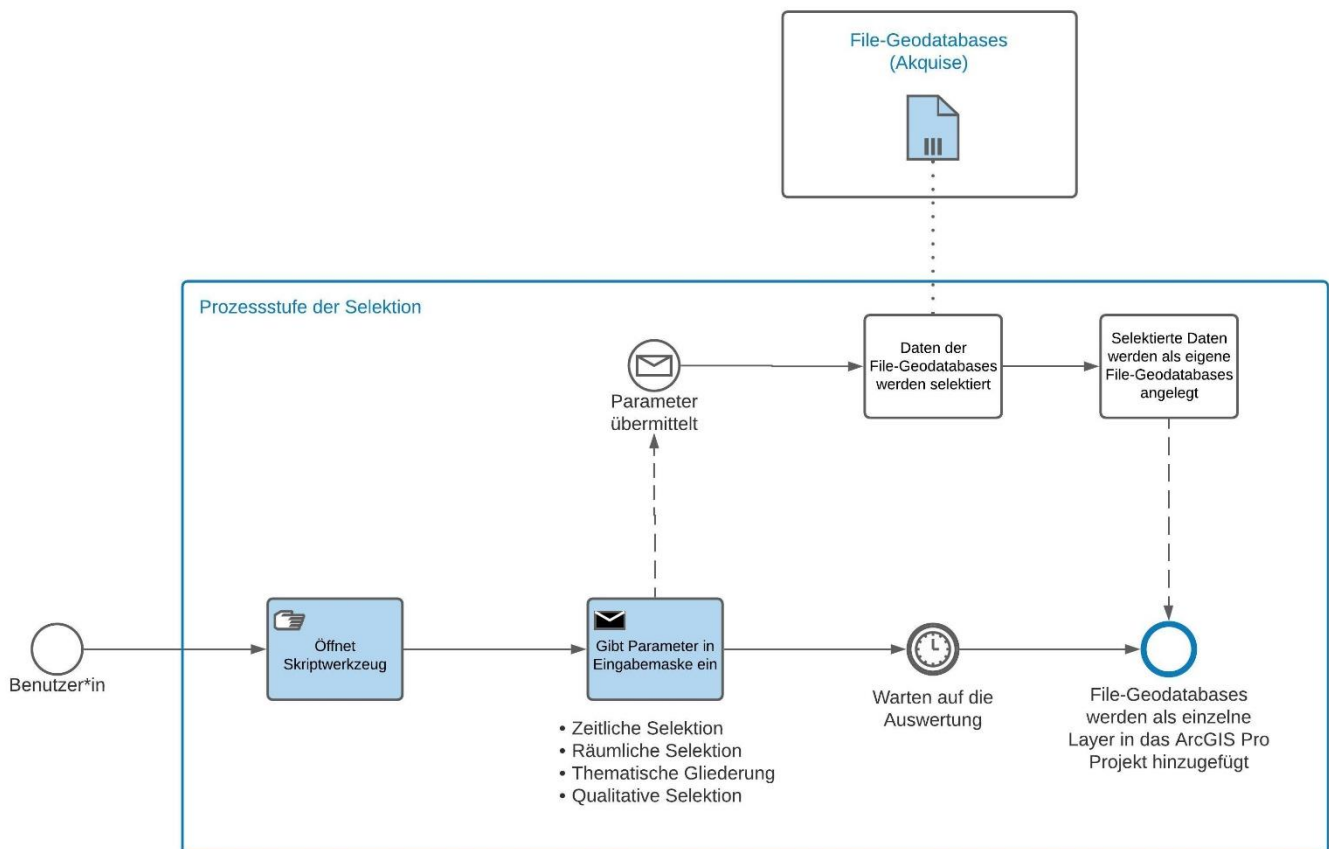 File-Geodatabases
(Akquise)
Prozessstufe der Selektion
Parameter
übermittelt
Daten der
File-Geodatabases
werden selektiert
Selektierte Daten
werden als eigene
File-Geodatabases
angelegt
Benutzer*in
Öffnet
Skriptwerkzeug
Gibt Parameter in
Eingabemaske ein
• Zeitliche Selektion
• Räumliche Selektion
• Thematische Gliederung
• Qualitative Selektion
Warten auf die
Auswertung
File-Geodatabases
werden als einzelne
Layer in das ArcGIS Pro
Projekt hinzugefügt